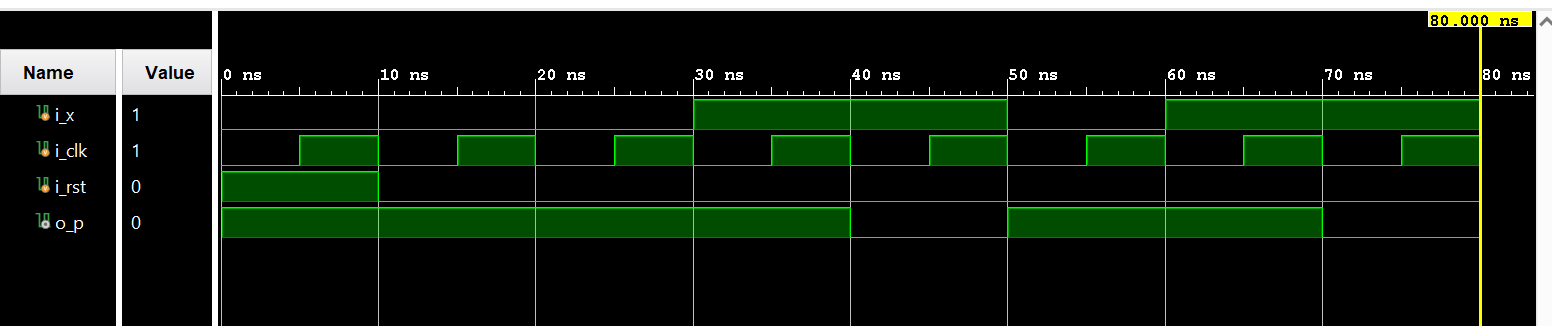 80.000 ns
Name Value
0 ns 10 ns 20 ns 30 ns 40 ns 50 ns 60 ns 70 ns 80 ns
i_x 1
i_clk 1
i_rst 0
o_p 0